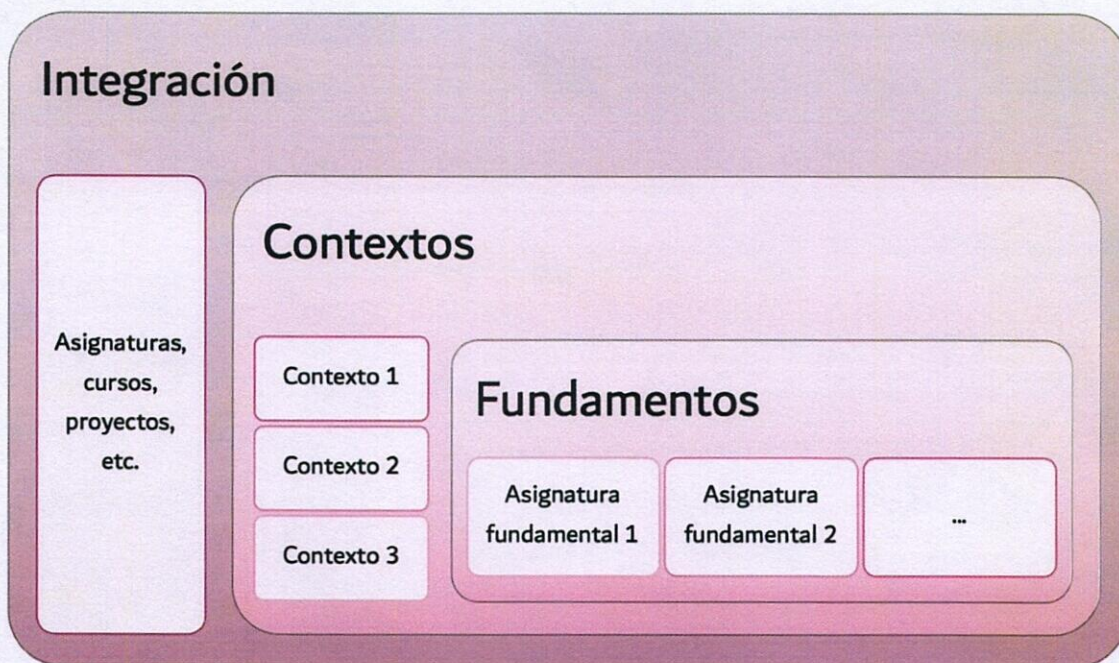 Integración
Asignaturas,
cursos,
proyectos,
etc.
Contextos
Contexto 1
Contexto 2
Contexto 3
Fundamentos
Asignatura
fundamental 1
Asignatura
fundamental 2
...